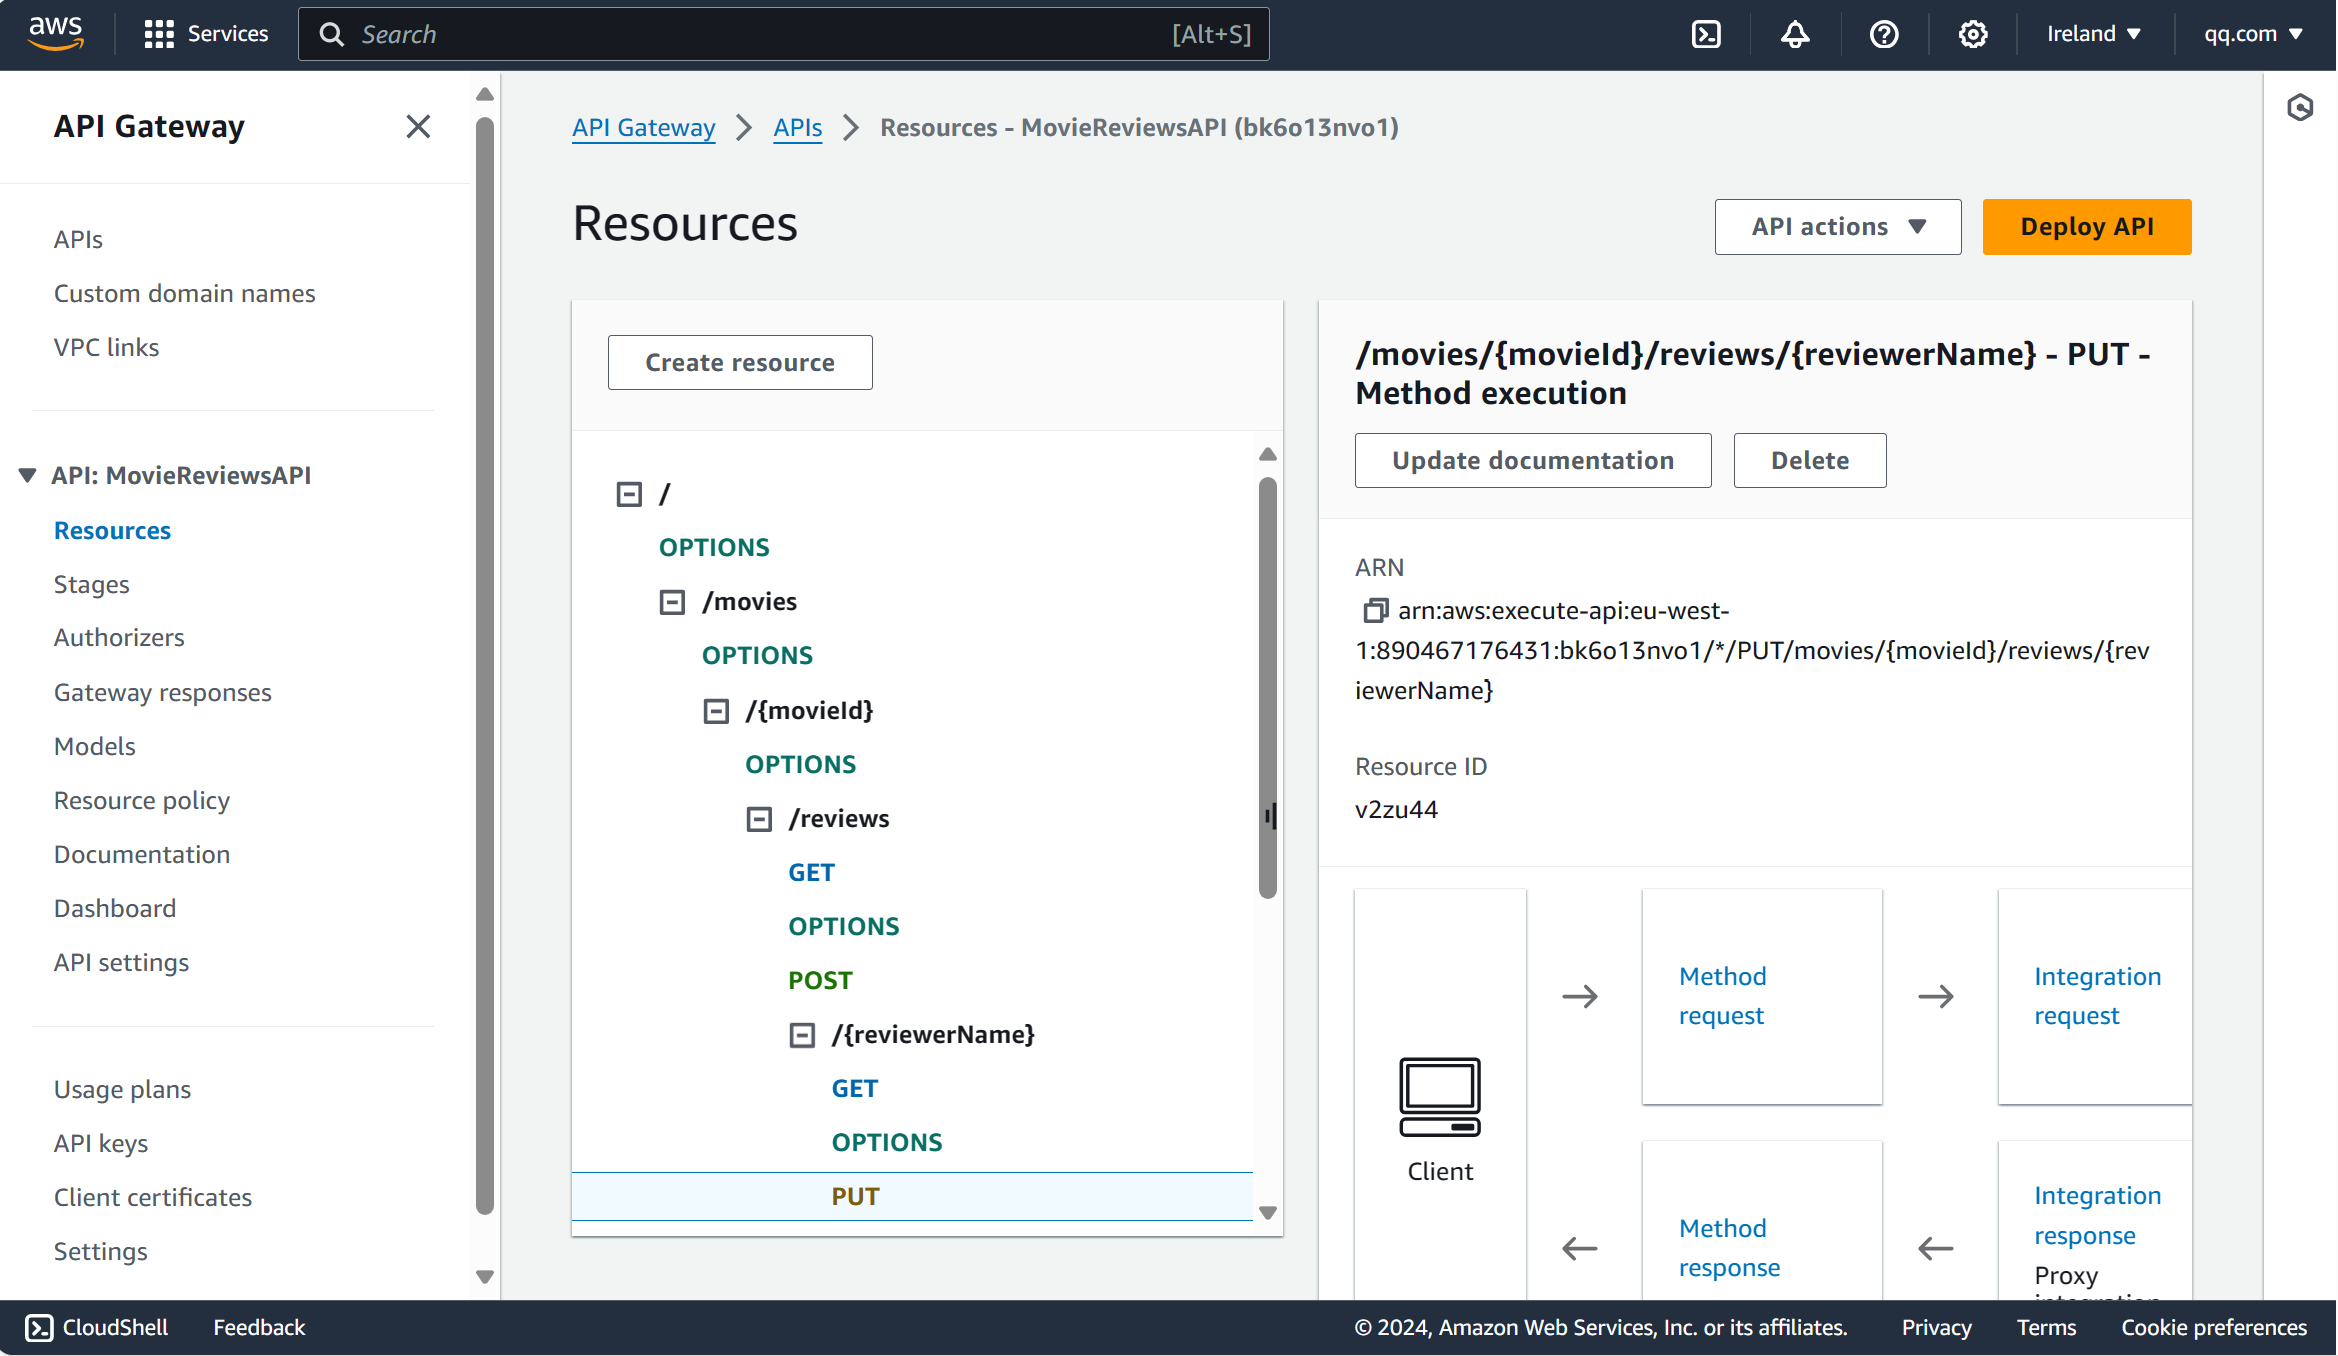 aws
Services
Search
[Alt+S]
Ireland
qq.com
API Gateway
APIs
Custom domain names
VPC links
API: MovieReviewsAPI
Resources
Stages
Authorizers
Gateway responses
Models
Resource policy
Documentation
Dashboard
API settings
Usage plans
API keys
Client certificates
Settings
API Gateway
APIs
Resources - MovieReviewsAPI (bk6o13nvo1)
Resources
API actions
Deploy API
Create resource
/
OPTIONS
/movies
OPTIONS
/{movieId}
OPTIONS
/reviews
GET
OPTIONS
POST
/{reviewerName}
GET
OPTIONS
PUT
/movies/{movieId}/reviews/{reviewerName} - PUT -
Method execution
Update documentation
Delete
ARN
arn:aws:execute-api:eu-west-
1:890467176431:bk6o13nvo1/*/PUT/movies/{movieId}/reviews/{rev
iewerName}
Resource ID
v2zu44
Client
Method
request
Integration
request
Method
response
Integration
response
Proxy
integration
CloudShell
Feedback
© 2024, Amazon Web Services, Inc. or its affiliates.
Privacy
Terms
Cookie preferences